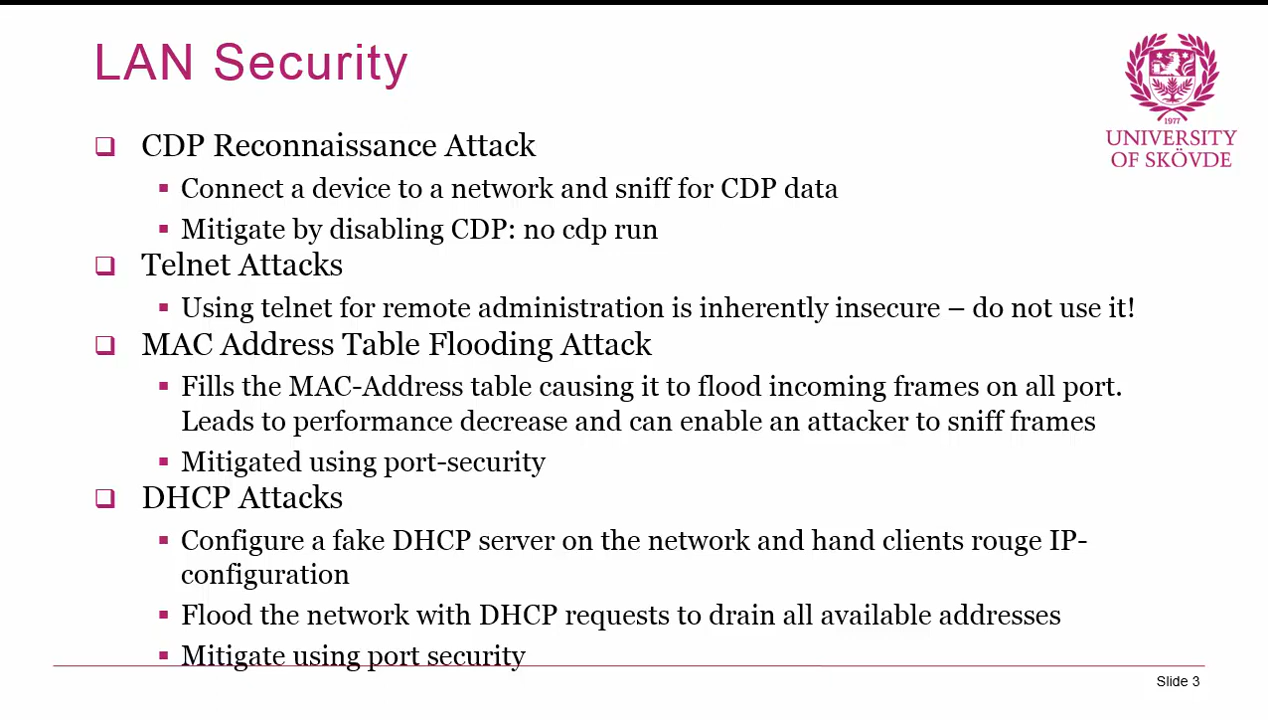 LAN Security
1977
UNIVERSITY
OF SKÖVDE
CDP Reconnaissance Attack
Connect a device to a network and sniff for CDP data
Mitigate by disabling CDP: no cdp run
Telnet Attacks
Using telnet for remote administration is inherently insecure – do not use it!
MAC Address Table Flooding Attack
Fills the MAC-Address table causing it to flood incoming frames on all port.
Leads to performance decrease and can enable an attacker to sniff frames
Mitigated using port-security
DHCP Attacks
Configure a fake DHCP server on the network and hand clients rouge IP-
configuration
Flood the network with DHCP requests to drain all available addresses
Mitigate using port security
Slide 3